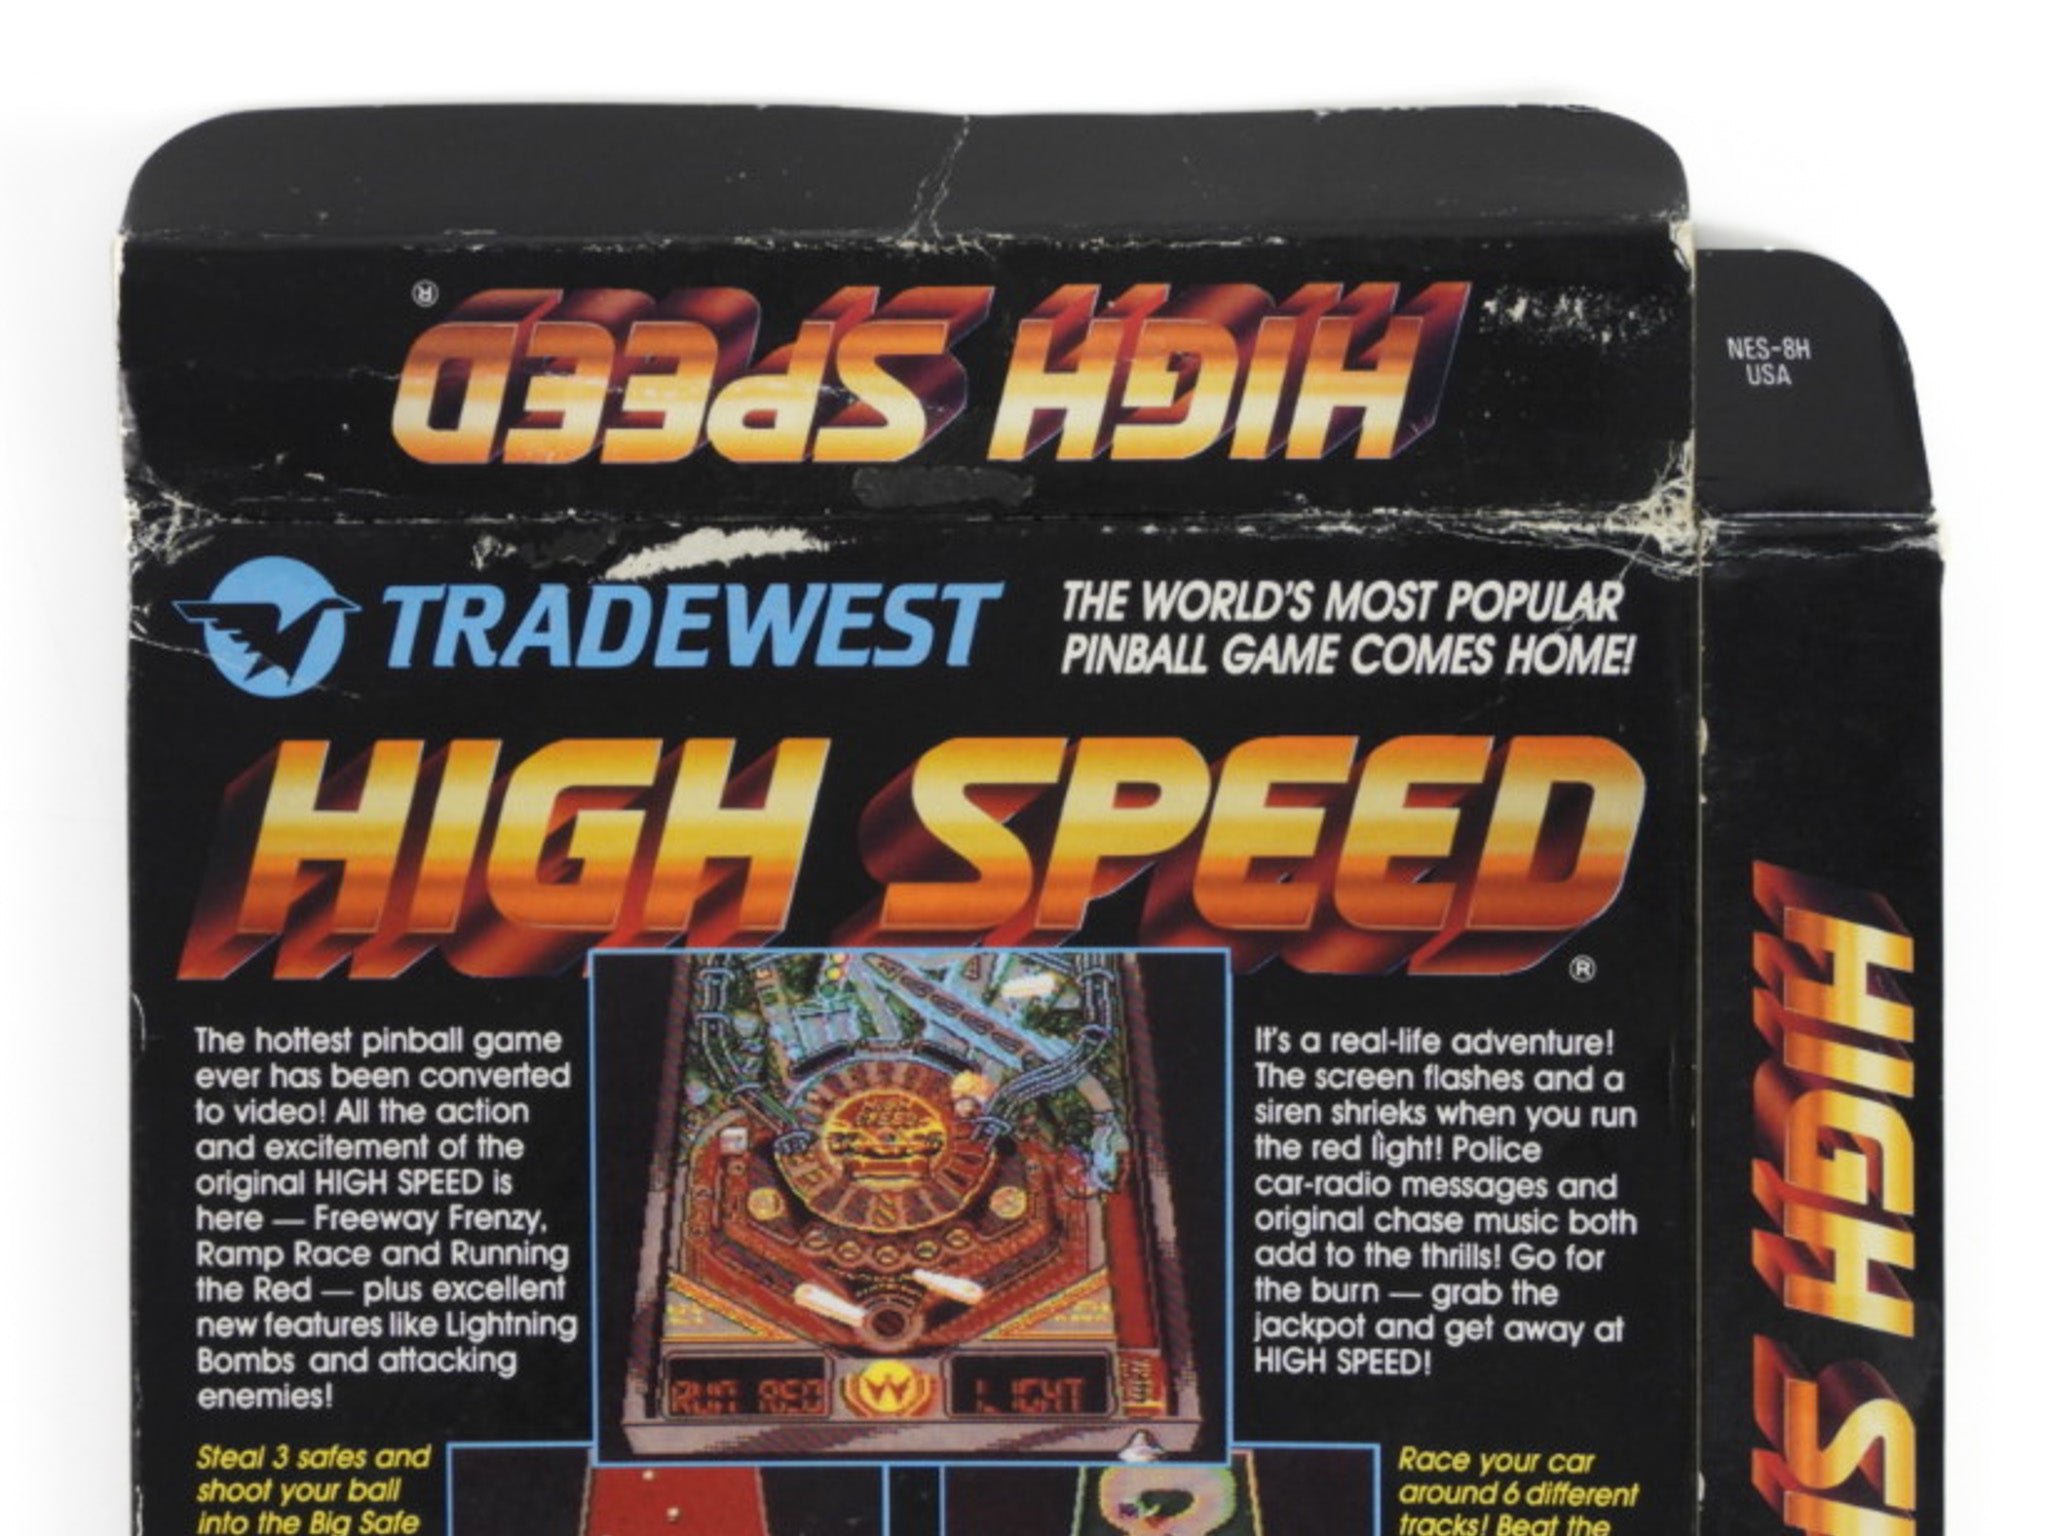 HIGH SPEED®
NES-8H
USA
TRADEWEST
THE WORLD'S MOST POPULAR
PINBALL GAME COMES HOME!
HIGH SPEED®
The hottest pinball game
ever has been converted
to video! All the action
and excitement of the
original HIGH SPEED is
here — Freeway Frenzy,
Ramp Race and Running
the Red — plus excellent
new features like Lightning
Bombs and attacking
enemies!
RUN RED
LIGHT
It's a real-life adventure!
The screen flashes and a
siren shrieks when you run
the red light! Police
car-radio messages and
original chase music both
add to the thrills! Go for
the burn — grab the
jackpot and get away at
HIGH SPEED!
Steal 3 safes and
shoot your ball
into the Big Safe
Race your car
around 6 different
tracks! Beat the
HIGH S